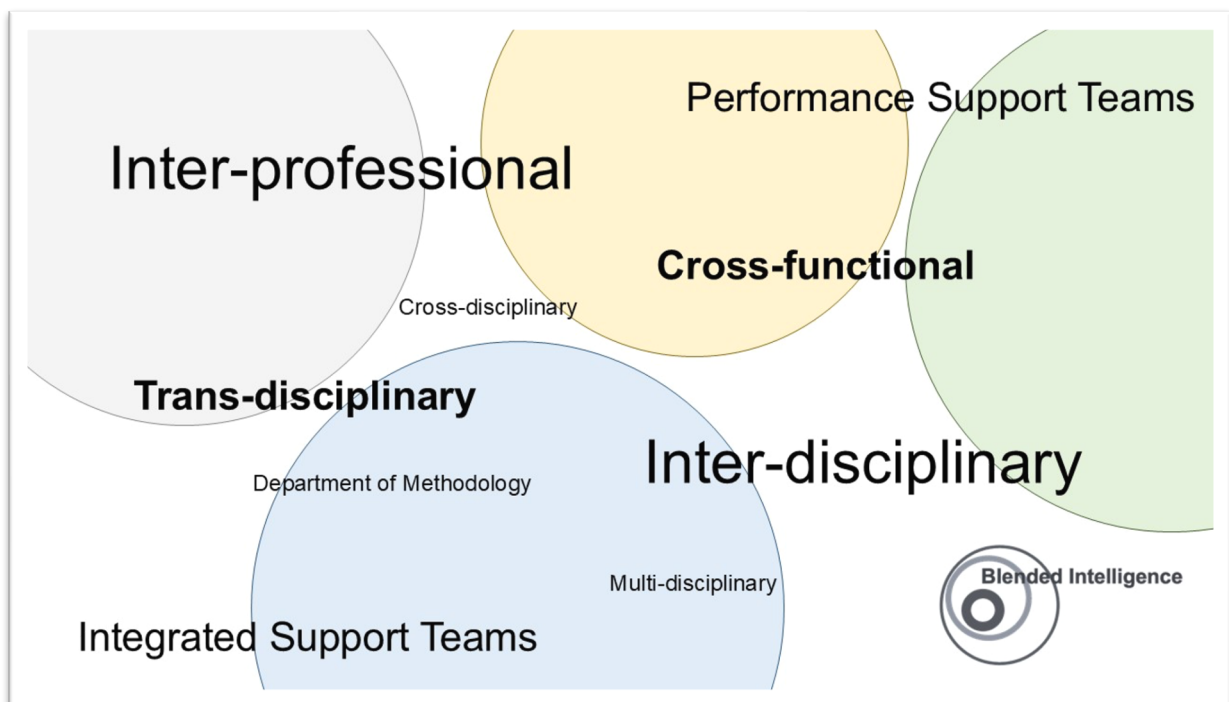 Performance Support Teams
Inter-professional
Cross-functional
Cross-disciplinary
Trans-disciplinary
Inter-disciplinary
Department of Methodology
Blended Intelligence
Multi-disciplinary
Integrated Support Teams